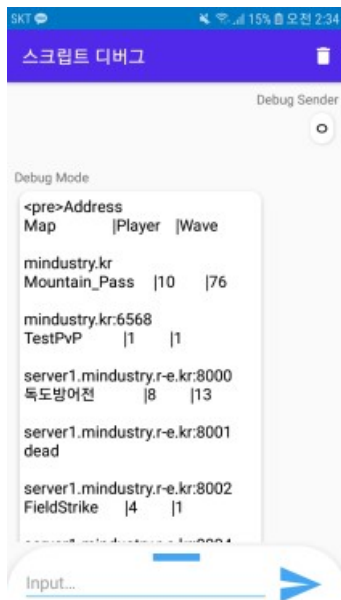 SKT
15% 오전 2:34
스크립트 디버그
Debug Sender
ㅇ
Debug Mode
<pre>Address
Map |Player |Wave
mindustry.kr
Mountain_Pass |10 |76
mindustry.kr:6568
TestPvP |1 |1
server1.mindustry.r-e.kr:8000
독도방어전 |8 |13
server1.mindustry.r-e.kr:8001
dead
server1.mindustry.r-e.kr:8002
FieldStrike |4 |1
Input...